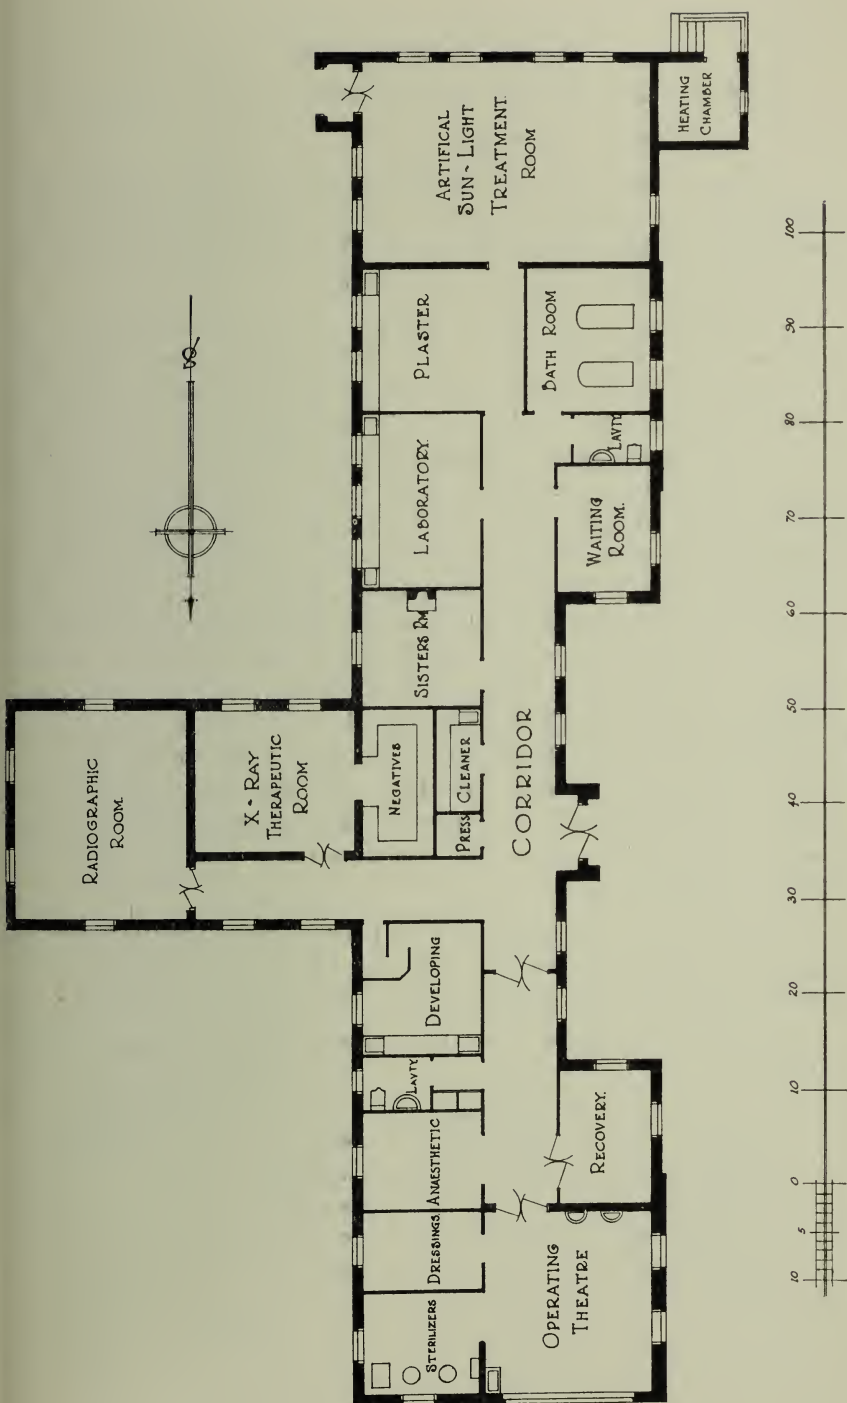 HEATING
CHAMBER
ARTIFICAL
SUN-LIGHT
TREATMENT
ROOM
PLASTER
BATH ROOM
LABORATORY.
LAVTY
WAITING
ROOM.
SISTERS RM
RADIOGRAPHIC
ROOM.
X-RAY
THERAPEUTIC
ROOM
NEGATIVES
CLEANER
PRESS
CORRIDOR
DEVELOPING
LAVTY
ANAESTHETIC
RECOVERY.
DRESSINGS.
STERILIZERS
OPERATING
THEATRE
S
10 5 0 10 20 30 40 50 60 70 80 90 100